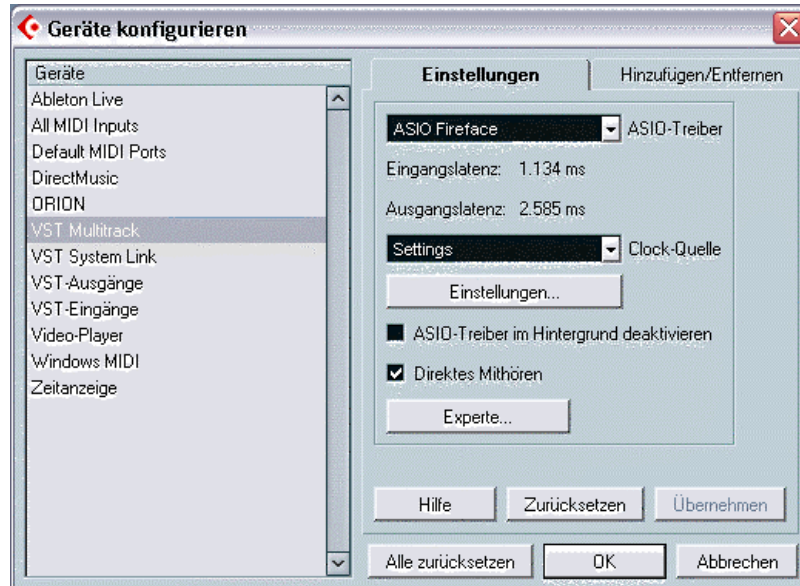 Geräte konfigurieren
Geräte
Ableton Live
All MIDI Inputs
Default MIDI Ports
DirectMusic
ORION
VST Multitrack
VST System Link
VST-Ausgänge
VST-Eingänge
Video-Player
Windows MIDI
Zeitanzeige
Einstellungen
Hinzufügen/Entfernen
ASIO Fireface ASIO-Treiber
Eingangslatenz: 1.134 ms
Ausgangslatenz: 2.585 ms
Settings Clock-Quelle
Einstellungen...
ASIO-Treiber im Hintergrund deaktivieren
Direktes Mithören
Experte...
Hilfe Zurücksetzen Übernehmen
Alle zurücksetzen OK Abbrechen